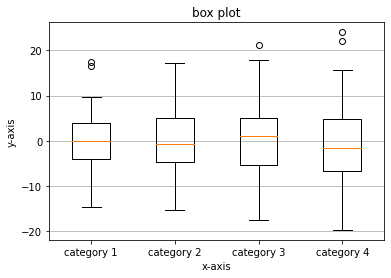 box plot
20
10
0
−10
−20
y-axis
category 1
category 2
category 3
category 4
x-axis